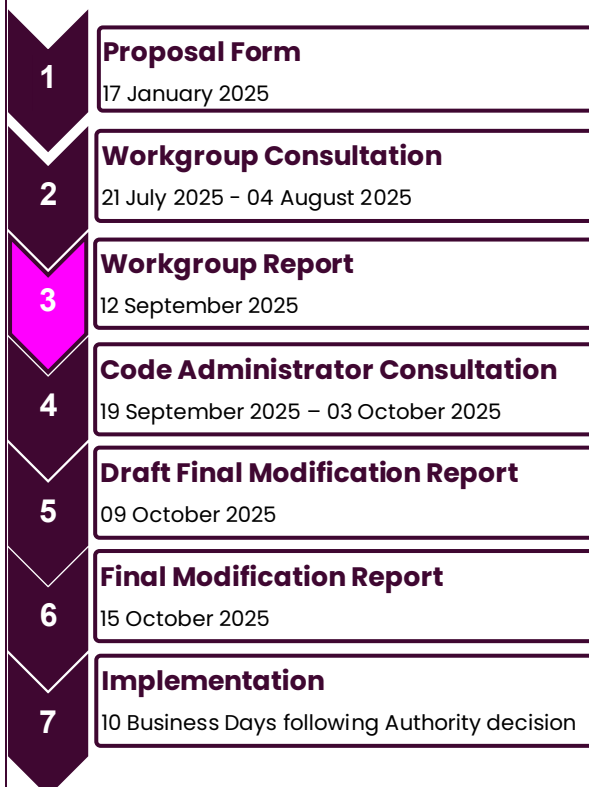 1
Proposal Form
17 January 2025
2
Workgroup Consultation
21 July 2025 - 04 August 2025
3
Workgroup Report
12 September 2025
4
Code Administrator Consultation
19 September 2025 – 03 October 2025
5
Draft Final Modification Report
09 October 2025
6
Final Modification Report
15 October 2025
7
Implementation
10 Business Days following Authority decision